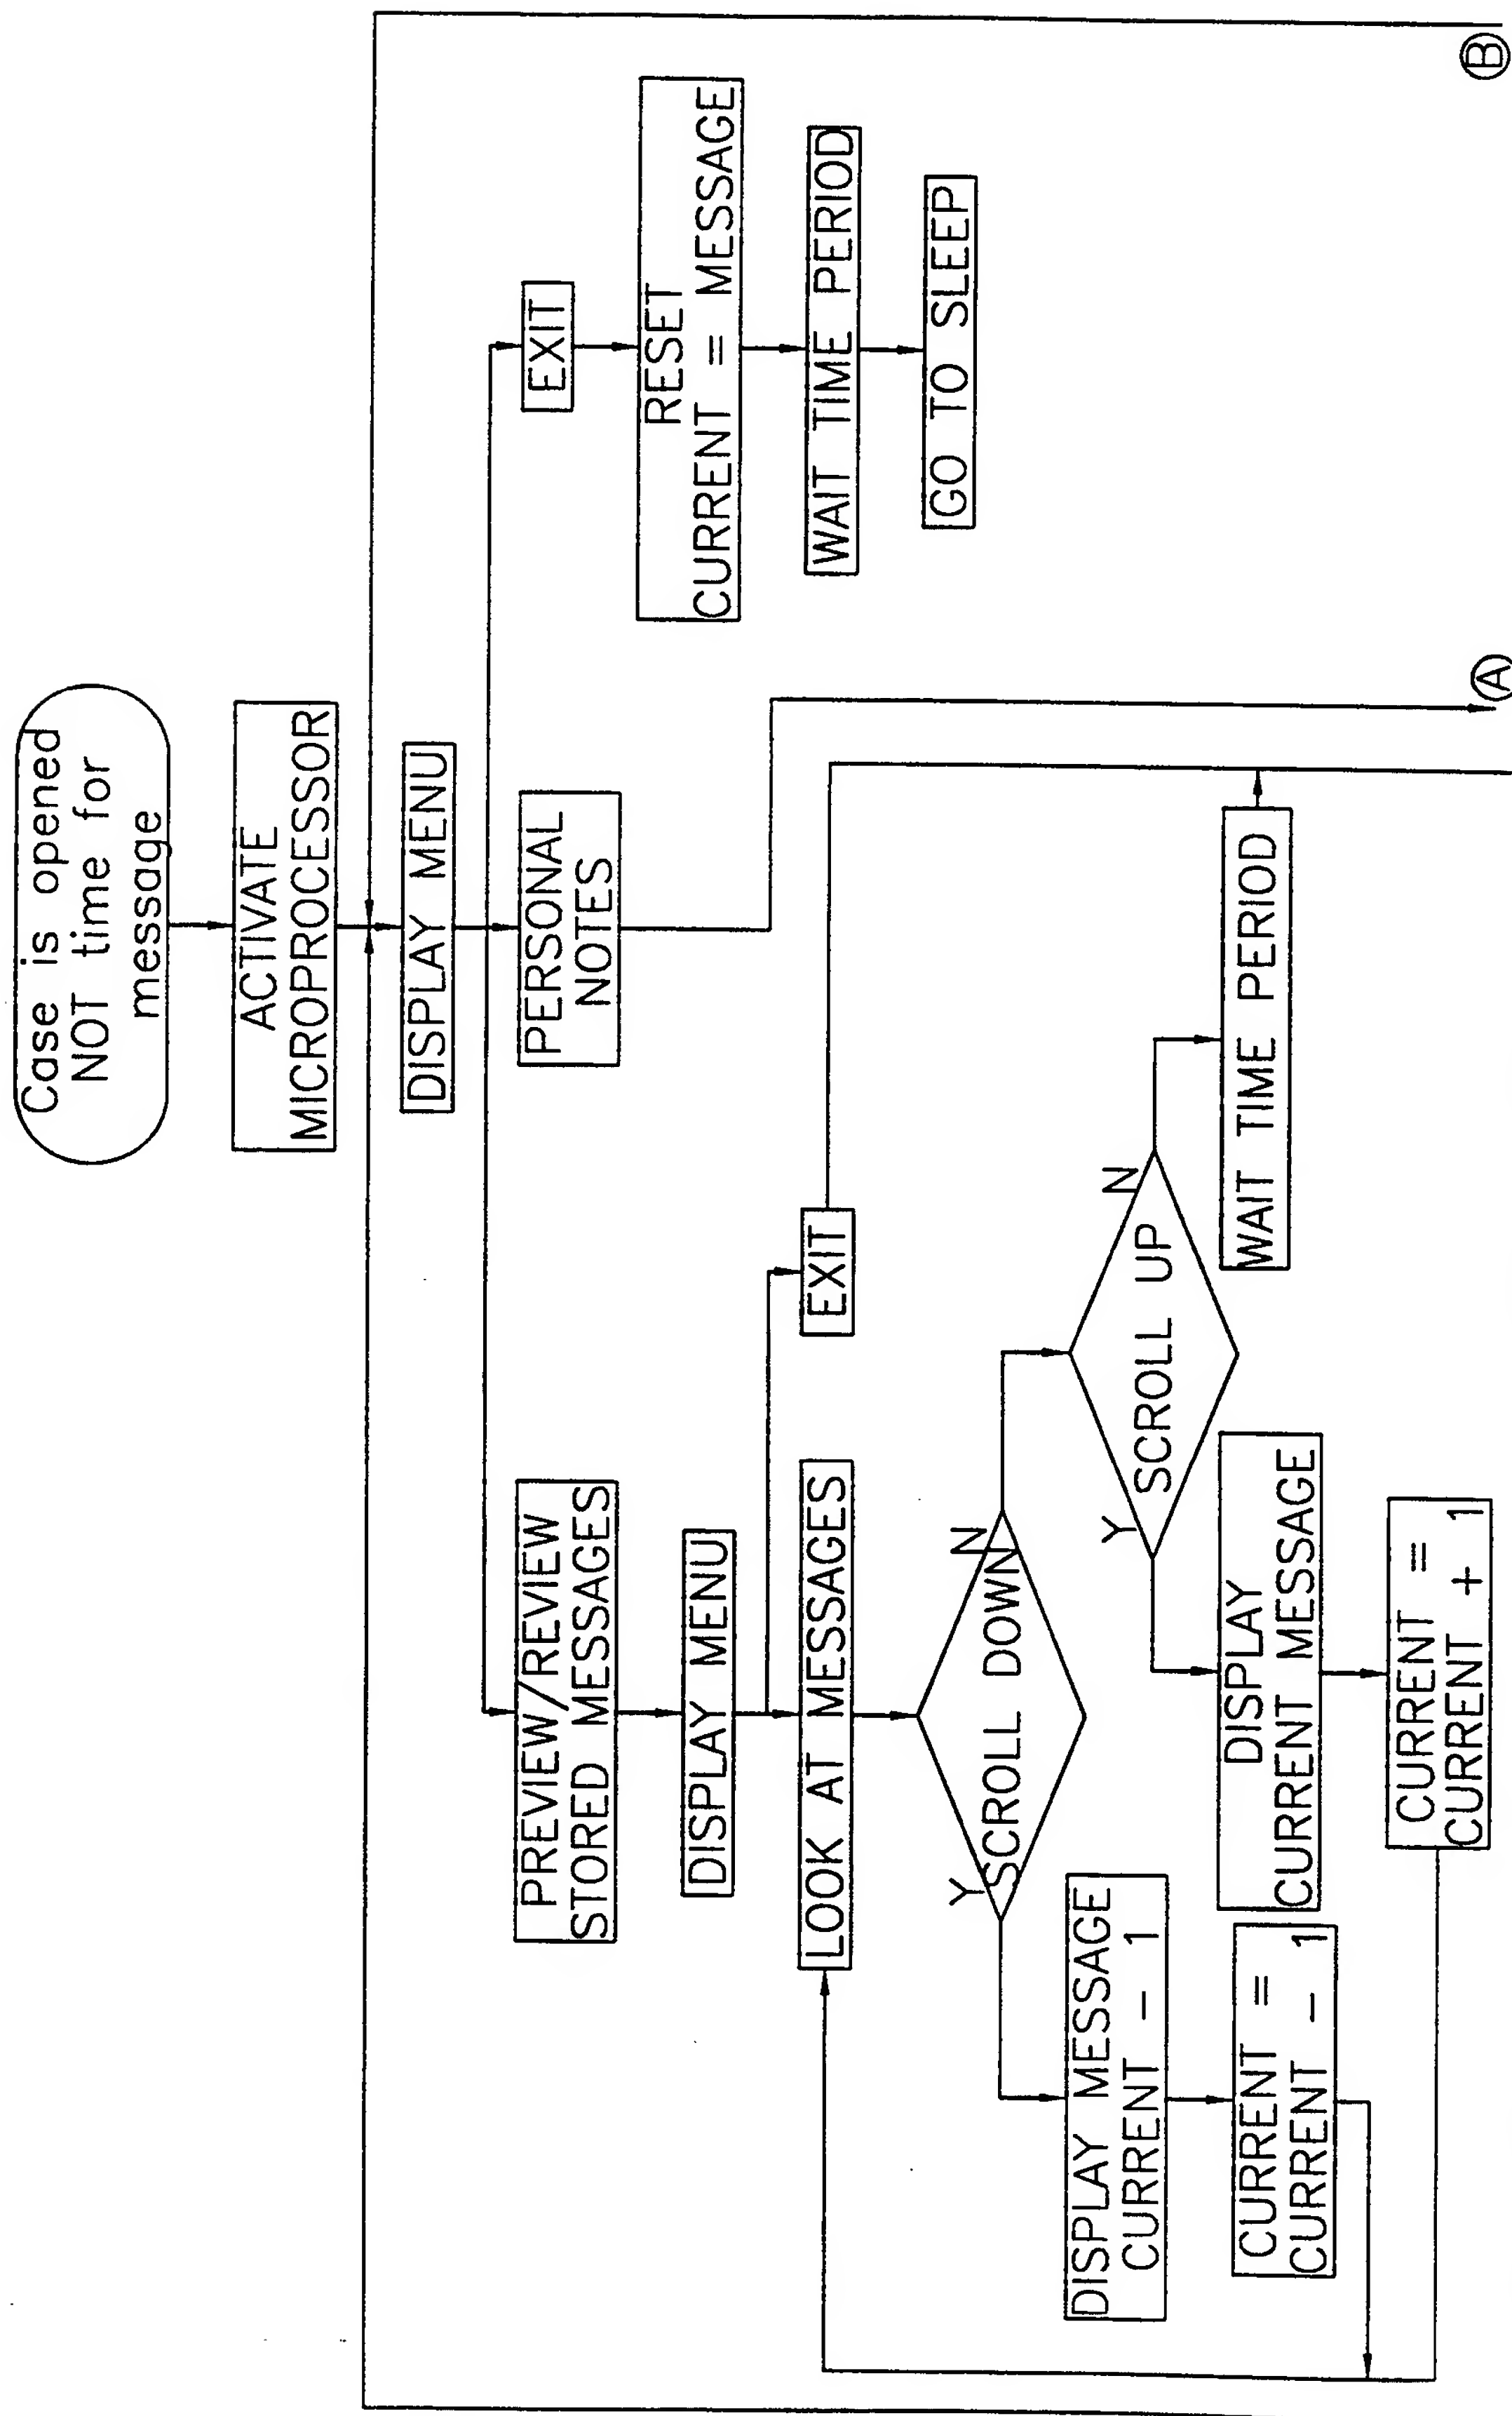 Case is opened
NOT time for
message
ACTIVATE
MICROPROCESSOR
DISPLAY MENU
PREVIEW/REVIEW
STORED MESSAGES
PERSONAL
NOTES
EXIT
DISPLAY MENU
RESET
CURRENT = MESSAGE
LOOK AT MESSAGES
EXIT
WAIT TIME PERIOD
GO TO SLEEP
Y
SCROLL DOWN
N
DISPLAY MESSAGE
CURRENT - 1
Y
SCROLL UP
N
CURRENT =
CURRENT - 1
DISPLAY
CURRENT MESSAGE
WAIT TIME PERIOD
CURRENT =
CURRENT + 1
A
B